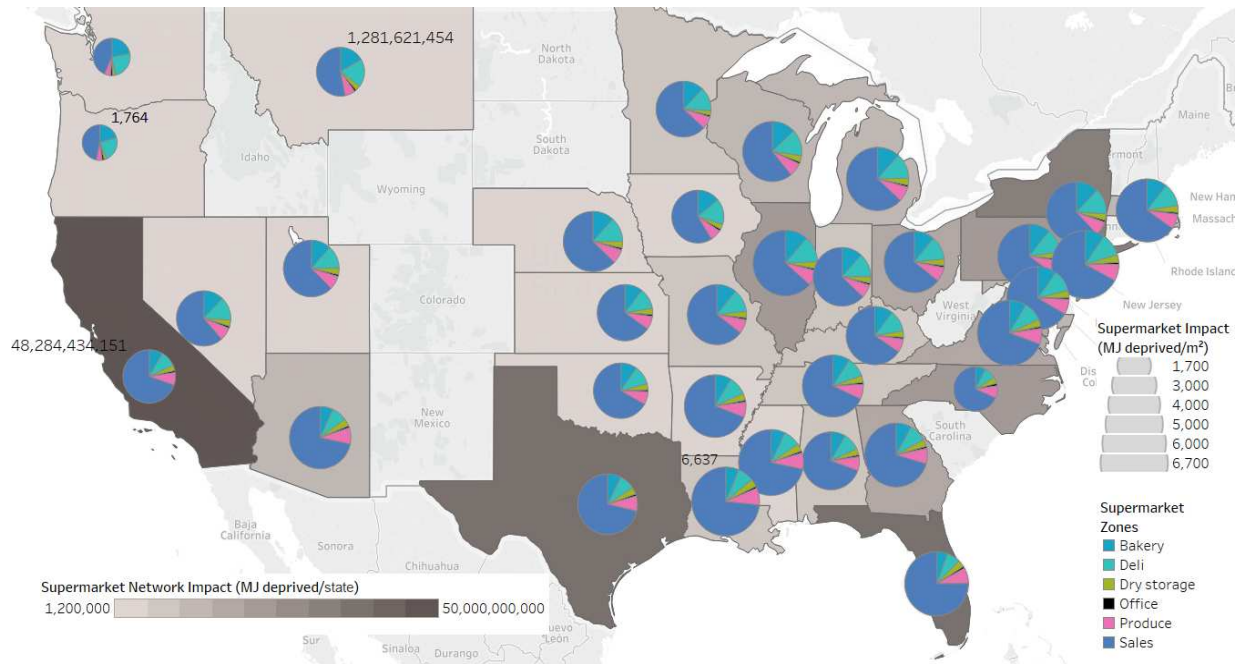 1,281,621,454
North
Dakota
Maine
1,764
South
Dakota
Idaho
ermont
Wyoming
New Ham
Massach
Rhode Island
Colorado
West
Virginia
New Jersey
48,284,434,151
Supermarket Impact
(MJ deprived/m²)
1,700
3,000
4,000
5,000
6,000
6,700
New
Mexico
South
Carolina
6,637
Baja
California
Sonora
Chihuahua
Supermarket
Zones
Bakery
Deli
Dry storage
Office
Produce
Sales
Supermarket Network Impact (MJ deprived/state)
1,200,000
50,000,000,000
uevo
León
Sur
Sinaloa
Durango